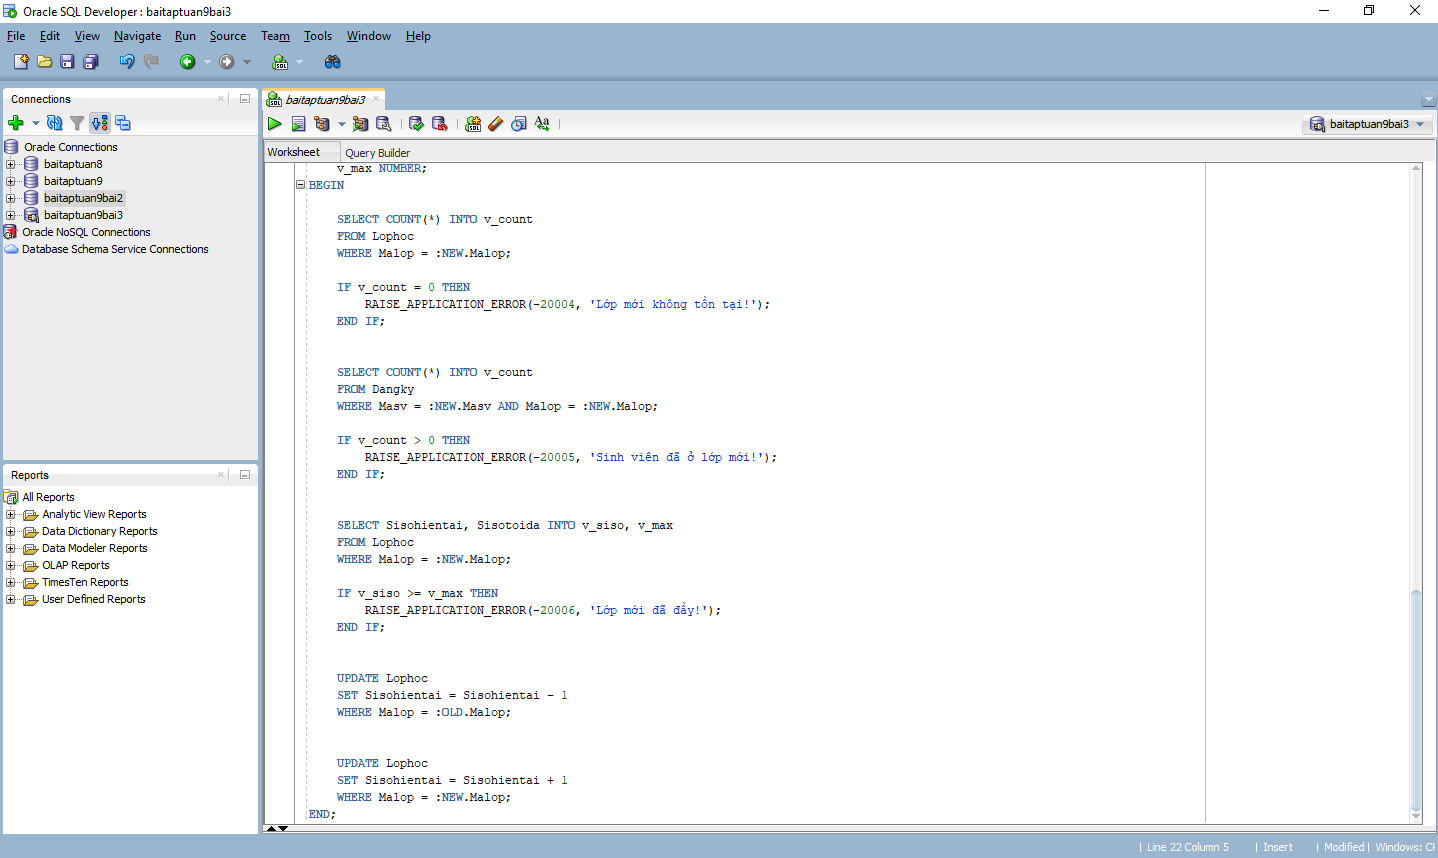 Oracle SQL Developer : baitaptuan9bai3
File Edit View Navigate Run Source Team Tools Window Help
Connections
Oracle Connections
baitaptuan8
baitaptuan9
baitaptuan9bai2
baitaptuan9bai3
Oracle NoSQL Connections
Database Schema Service Connections
Reports
All Reports
Analytic View Reports
Data Dictionary Reports
Data Modeler Reports
OLAP Reports
TimesTen Reports
User Defined Reports
baitaptuan9bai3
baitaptuan9bai3
Worksheet Query Builder
v_max NUMBER;
BEGIN
SELECT COUNT(*) INTO v_count
FROM Lophoc
WHERE Malop = :NEW.Malop;
IF v_count = 0 THEN
RAISE_APPLICATION_ERROR(-20004, 'Lớp mới không tồn tại!');
END IF;
SELECT COUNT(*) INTO v_count
FROM Dangky
WHERE Masv = :NEW.Masv AND Malop = :NEW.Malop;
IF v_count > 0 THEN
RAISE_APPLICATION_ERROR(-20005, 'Sinh viên đã ở lớp mới!');
END IF;
SELECT Sisohientai, Sisotoida INTO v_siso, v_max
FROM Lophoc
WHERE Malop = :NEW.Malop;
IF v_siso >= v_max THEN
RAISE_APPLICATION_ERROR(-20006, 'Lớp mới đã đầy!');
END IF;
UPDATE Lophoc
SET Sisohientai = Sisohientai - 1
WHERE Malop = :OLD.Malop;
UPDATE Lophoc
SET Sisohientai = Sisohientai + 1
WHERE Malop = :NEW.Malop;
END;
| Line 22 Column 5 | Insert | Modified | Windows: